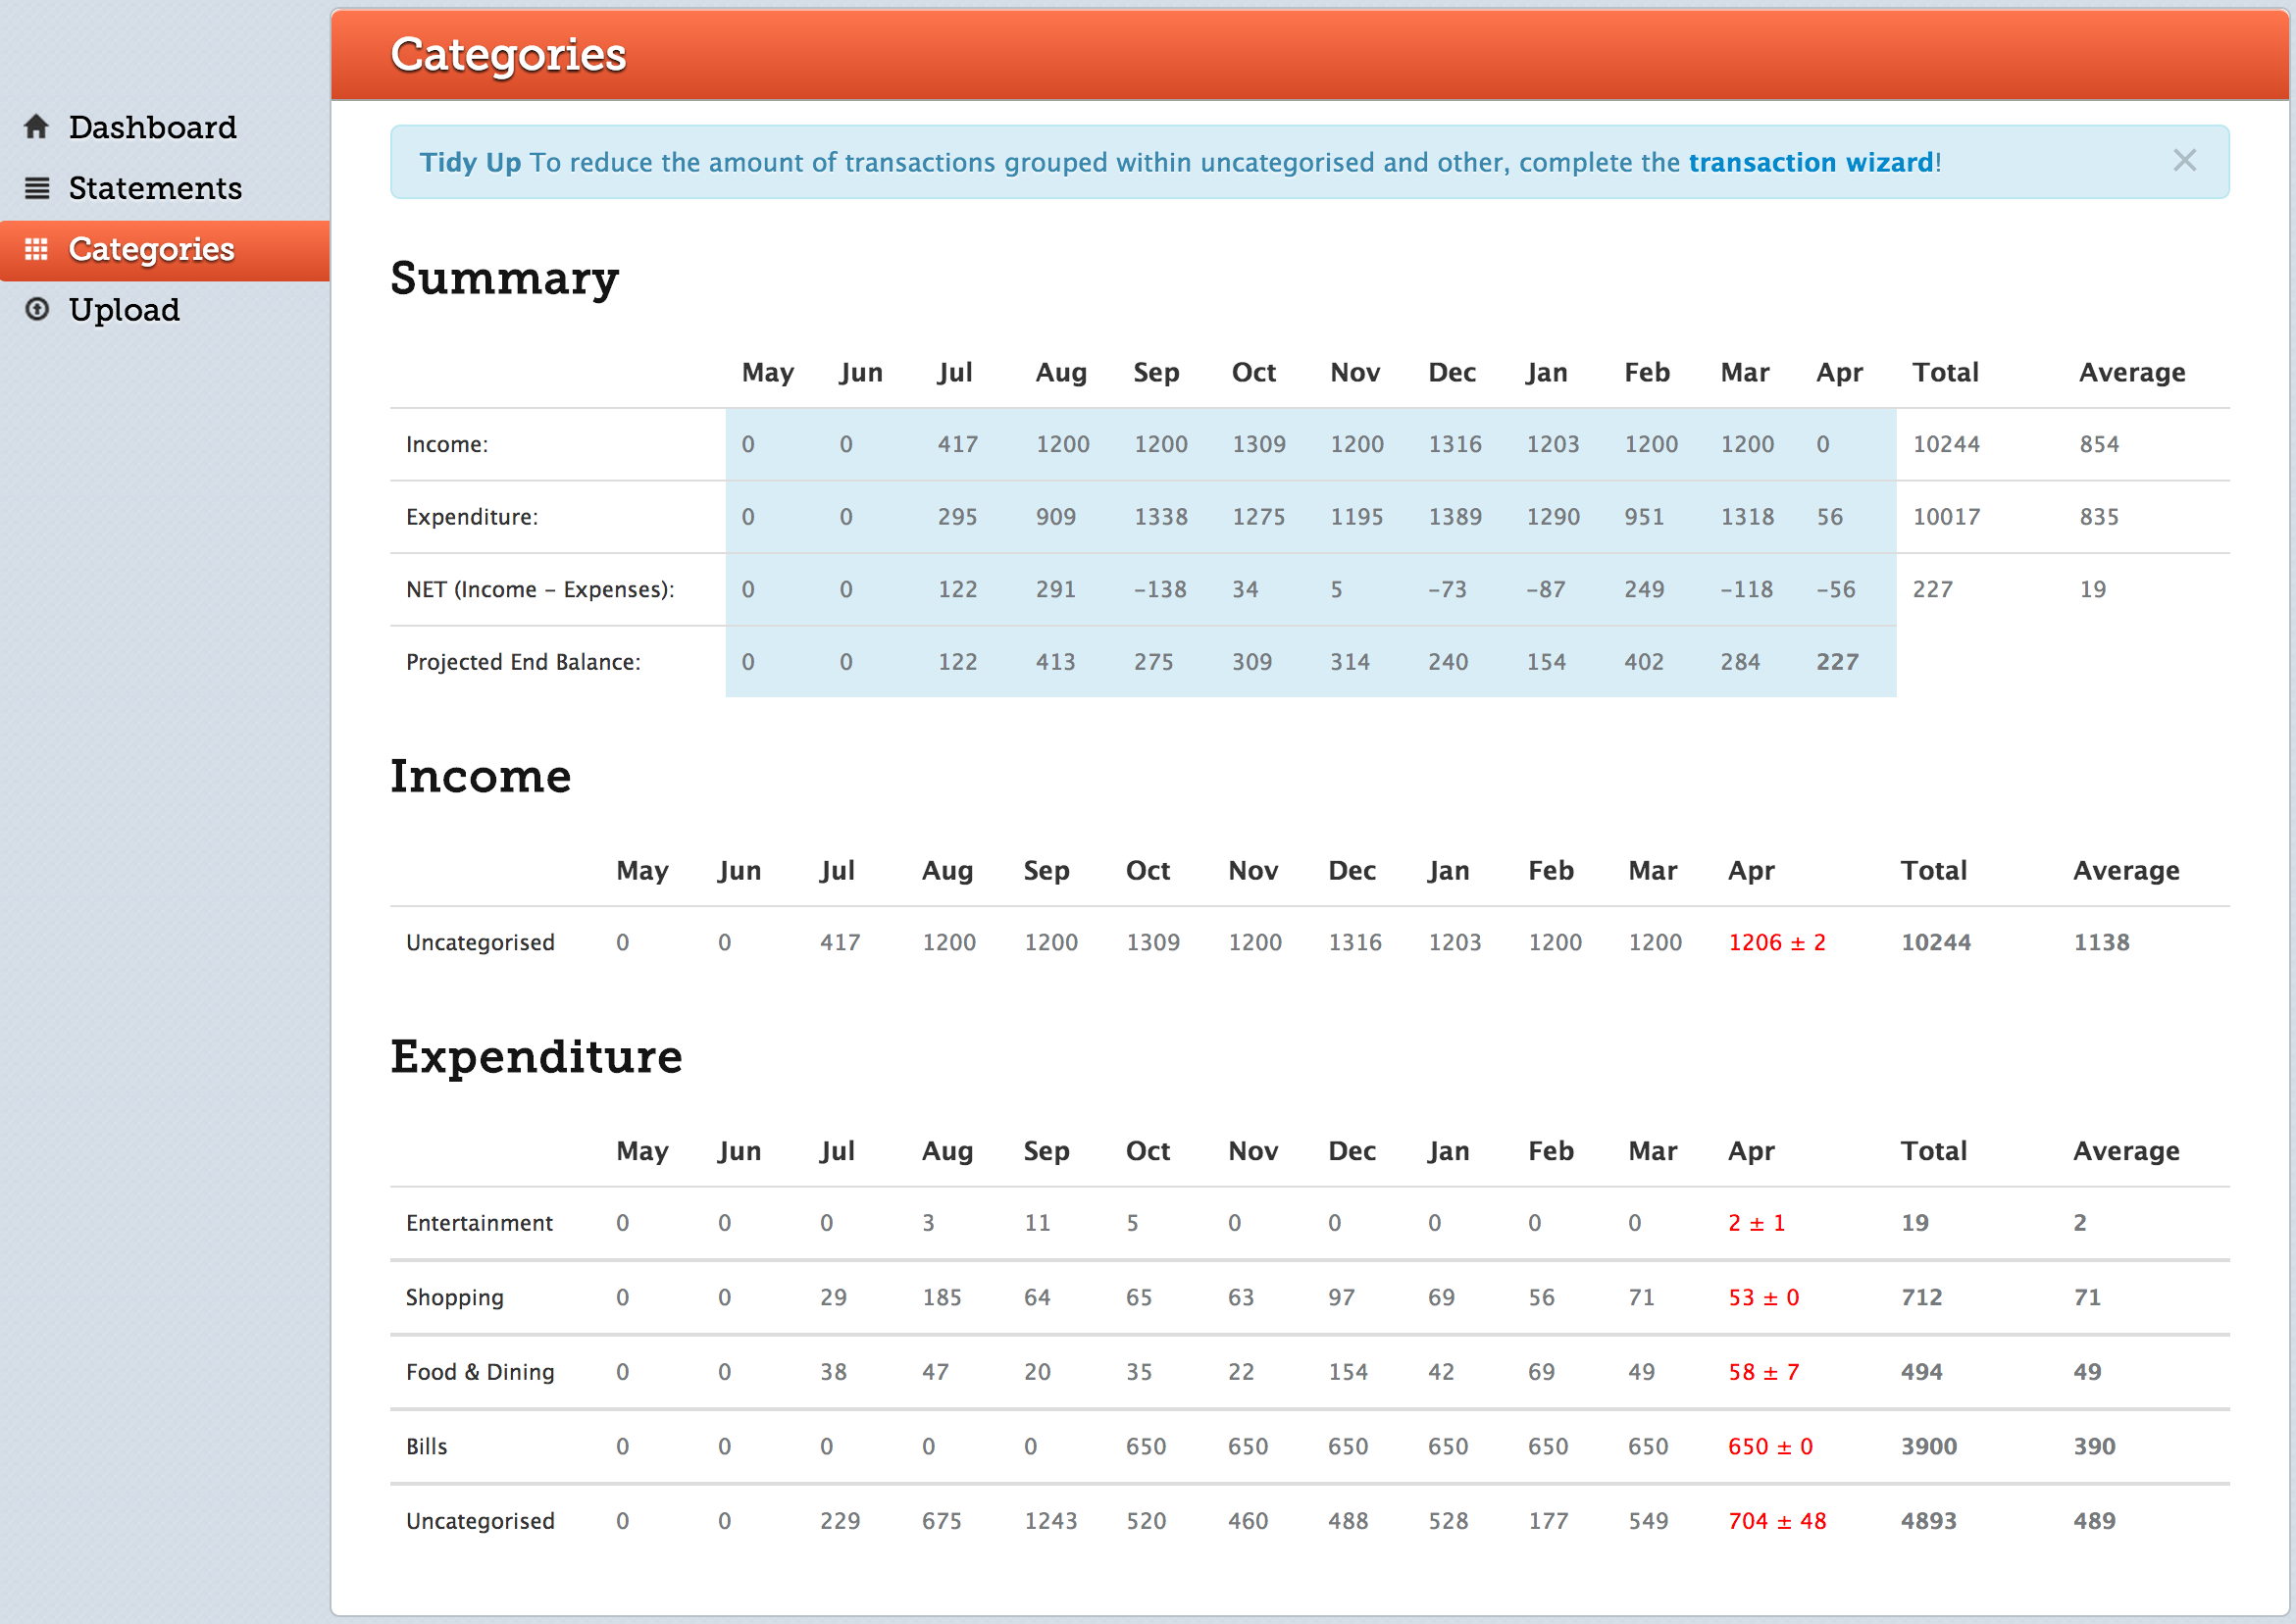 Categories
Dashboard
Statements
Categories
Upload
Tidy Up To reduce the amount of transactions grouped within uncategorised and other, complete the transaction wizard!
Summary
May Jun Jul Aug Sep Oct Nov Dec Jan Feb Mar Apr Total Average
Income: 0 0 417 1200 1200 1309 1200 1316 1203 1200 1200 0 10244 854
Expenditure: 0 0 295 909 1338 1275 1195 1389 1290 951 1318 56 10017 835
NET (Income – Expenses): 0 0 122 291 -138 34 5 -73 -87 249 -118 -56 227 19
Projected End Balance: 0 0 122 413 275 309 314 240 154 402 284 227
Income
May Jun Jul Aug Sep Oct Nov Dec Jan Feb Mar Apr Total Average
Uncategorised 0 0 417 1200 1200 1309 1200 1316 1203 1200 1200 1206 ± 2 10244 1138
Expenditure
May Jun Jul Aug Sep Oct Nov Dec Jan Feb Mar Apr Total Average
Entertainment 0 0 0 3 11 5 0 0 0 0 0 2 ± 1 19 2
Shopping 0 0 29 185 64 65 63 97 69 56 71 53 ± 0 712 71
Food & Dining 0 0 38 47 20 35 22 154 42 69 49 58 ± 7 494 49
Bills 0 0 0 0 0 650 650 650 650 650 650 650 ± 0 3900 390
Uncategorised 0 0 229 675 1243 520 460 488 528 177 549 704 ± 48 4893 489